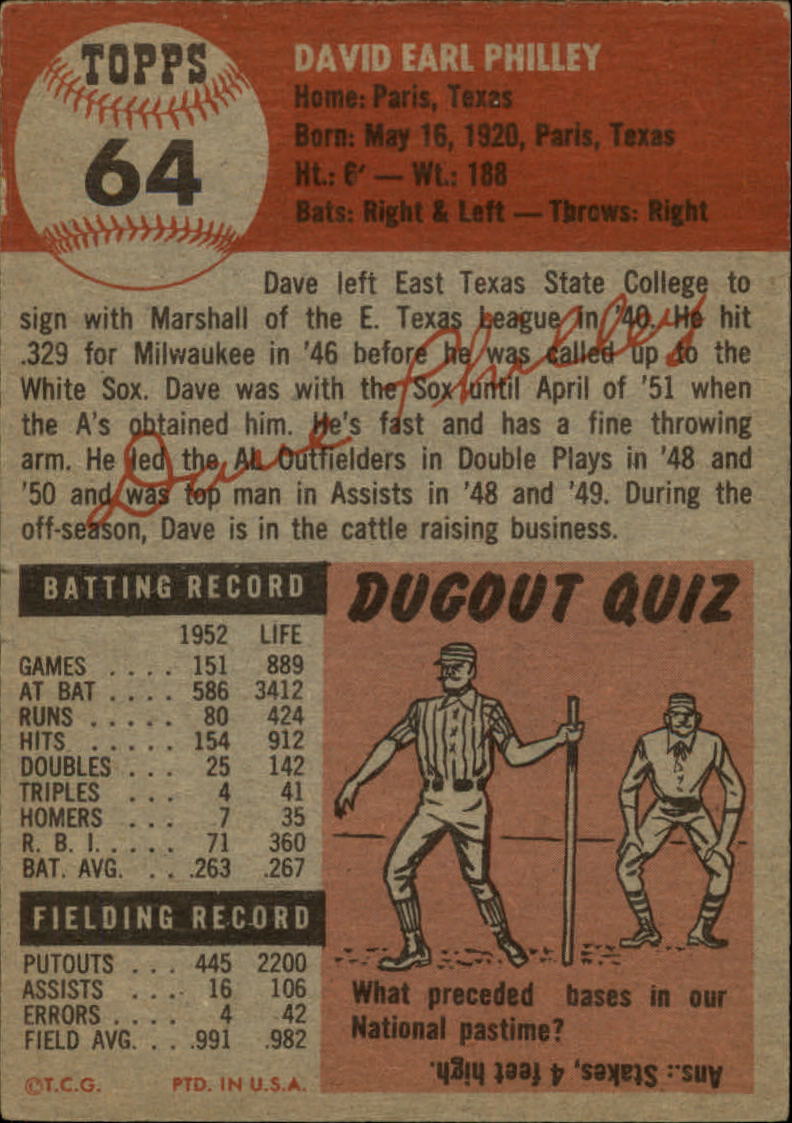 TOPPS
64
DAVID EARL PHILLEY
Home: Paris, Texas
Born: May 16, 1920, Paris, Texas
Ht.: 6' — Wt.: 188
Bats: Right & Left — Throws: Right
Dave left East Texas State College to
sign with Marshall of the E. Texas League in '40. He hit
.329 for Milwaukee in '46 before he was called up to the
White Sox. Dave was with the Sox until April of '51 when
the A's obtained him. He's fast and has a fine throwing
arm. He led the AL Outfielders in Double Plays in '48 and
'50 and was top man in Assists in '48 and '49. During the
off-season, Dave is in the cattle raising business.
Dave Philley
BATTING RECORD
1952 LIFE
GAMES . . . . 151 889
AT BAT . . . . 586 3412
RUNS . . . . . 80 424
HITS . . . . . 154 912
DOUBLES . . . 25 142
TRIPLES . . . 4 41
HOMERS . . . 7 35
R. B. I. . . . . 71 360
BAT. AVG. . . .263 .267
FIELDING RECORD
PUTOUTS . . . 445 2200
ASSISTS . . . 16 106
ERRORS . . . . 4 42
FIELD AVG. . . .991 .982
©T.C.G. PTD. IN U.S.A.
DUGOUT QUIZ
What preceded bases in our
National pastime?
Ans.: Stakes, 4 feet high.